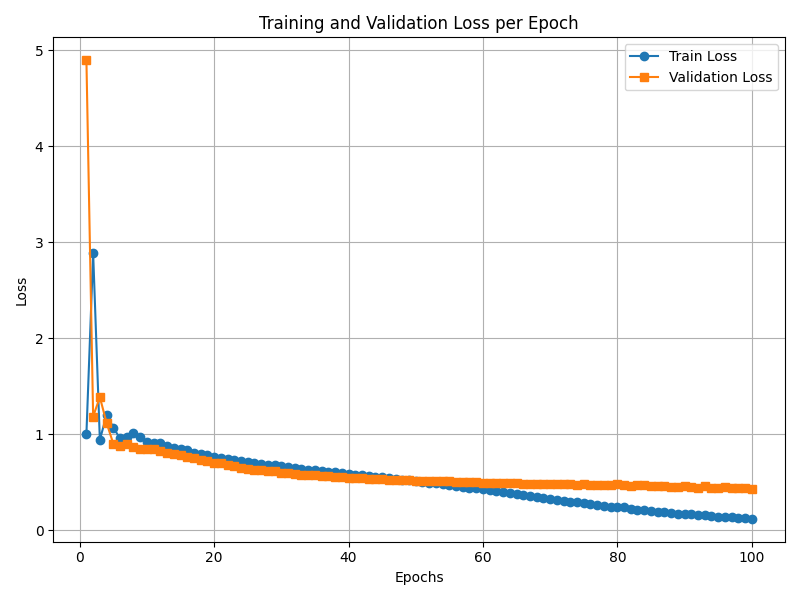 Training and Validation Loss per Epoch
Train Loss
Validation Loss
5
4
3
2
1
0
Loss
0 20 40 60 80 100
Epochs